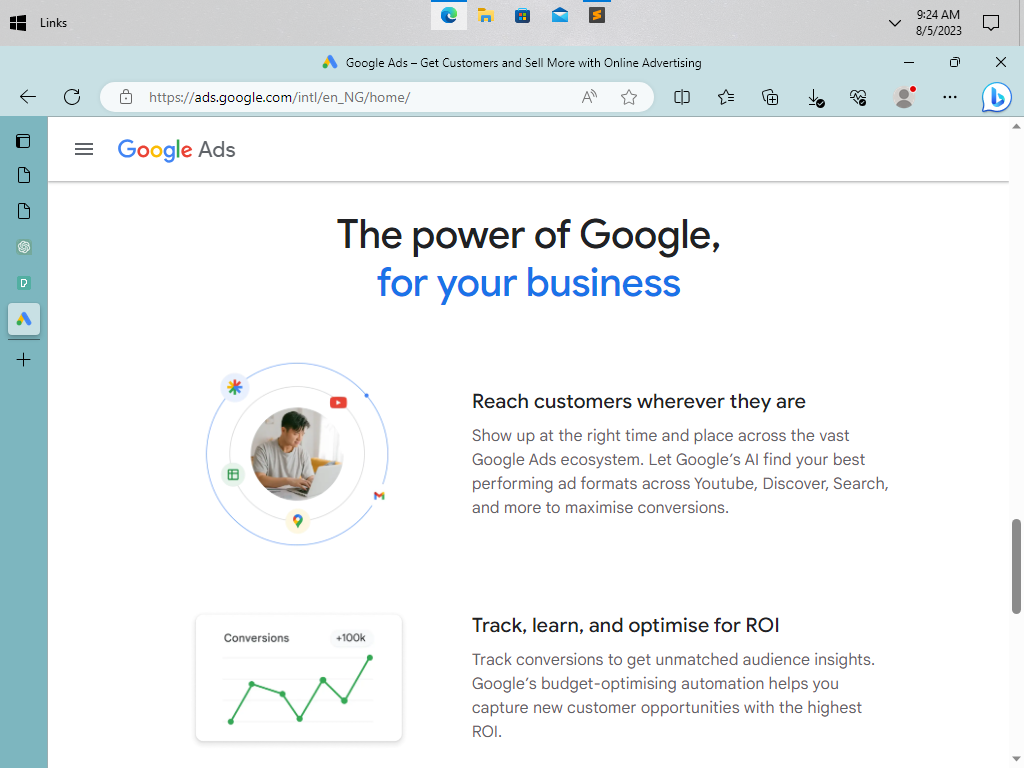 Links
9:24 AM
8/5/2023
Google Ads – Get Customers and Sell More with Online Advertising
https://ads.google.com/intl/en_NG/home/
Google Ads
The power of Google,
for your business
Reach customers wherever they are
Show up at the right time and place across the vast
Google Ads ecosystem. Let Google’s AI find your best
performing ad formats across Youtube, Discover, Search,
and more to maximise conversions.
Conversions
+100k
Track, learn, and optimise for ROI
Track conversions to get unmatched audience insights.
Google’s budget-optimising automation helps you
capture new customer opportunities with the highest
ROI.